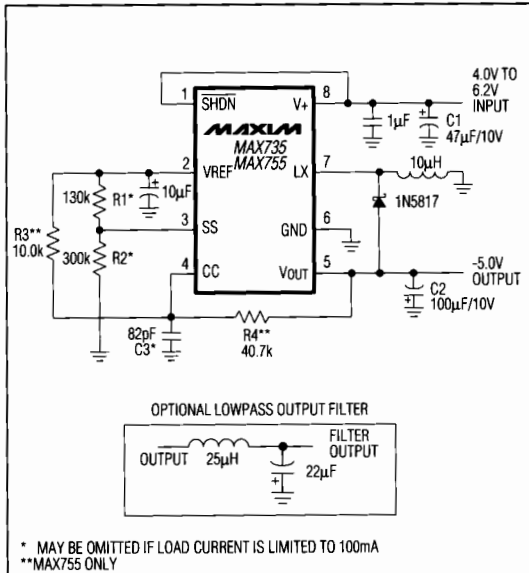 4.0V TO
6.2V
INPUT
1
SHDN
V+
8
MAXIM
MAX735
MAX755
1µF
C1
47µF/10V
2
VREF
LX
7
10µH
130k
R1*
10µF
1N5817
R3**
10.0k
3
SS
GND
6
300k
R2*
4
CC
VOUT
5
-5.0V
OUTPUT
C2
100µF/10V
82pF
C3*
R4**
40.7k
OPTIONAL LOWPASS OUTPUT FILTER
OUTPUT
25µH
FILTER
OUTPUT
22µF
* MAY BE OMITTED IF LOAD CURRENT IS LIMITED TO 100mA
**MAX755 ONLY